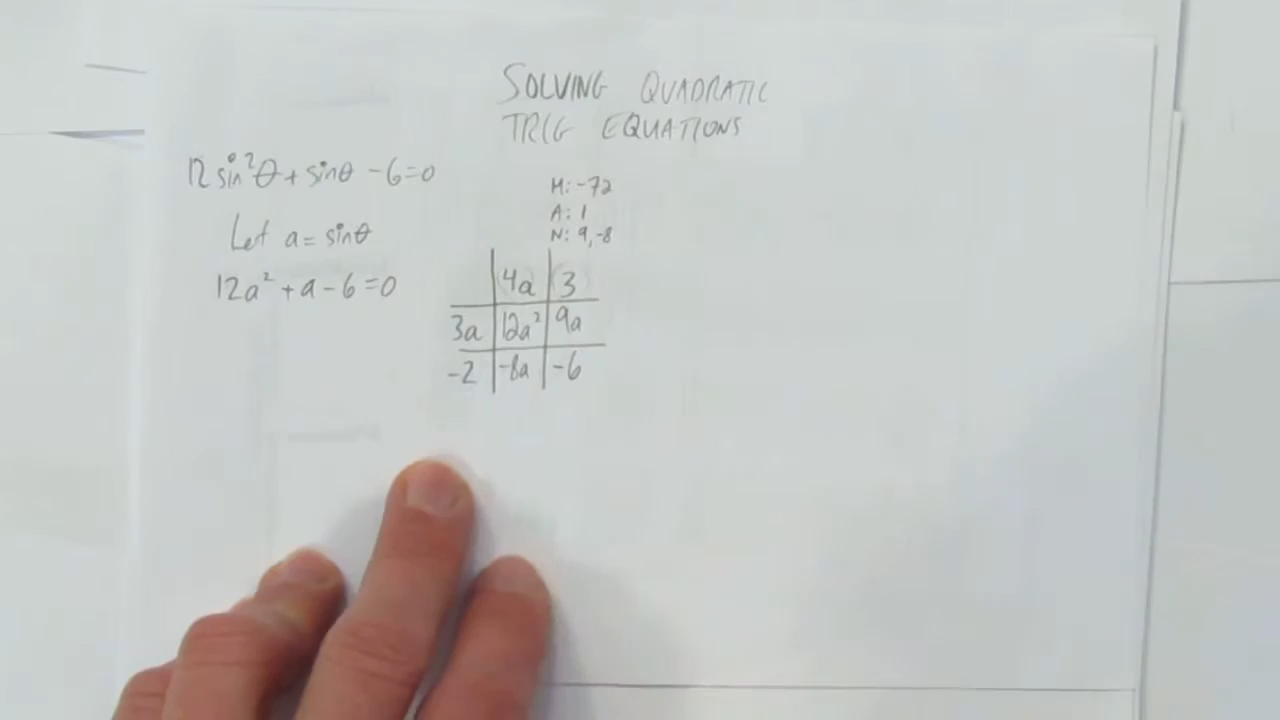 SOLVING QUADRATIC
TRIG EQUATIONS
12 sin²θ + sinθ - 6 = 0
Let a = sinθ
12a² + a - 6 = 0
M: -72
A: 1
N: 9, -8
4a 3
3a 12a² 9a
-2 -8a -6